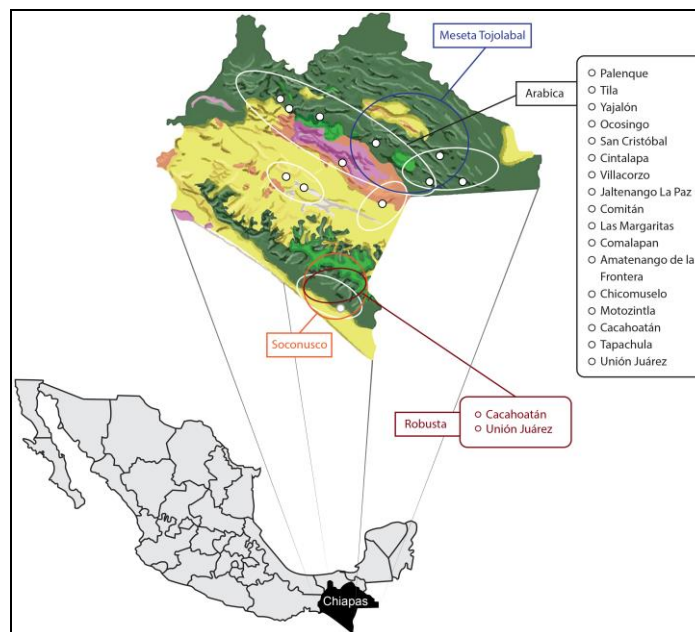 Meseta Tojolabal
Arabica
Palenque
Tila
Yajalón
Ocosingo
San Cristóbal
Cintalapa
Villacorzo
Jaltenango La Paz
Comitán
Las Margaritas
Comalapan
Amatenango de la
Frontera
Chicomuselo
Motozintla
Cacahoatán
Tapachula
Unión Juárez
Soconusco
Robusta
Cacahoatán
Unión Juárez
Chiapas